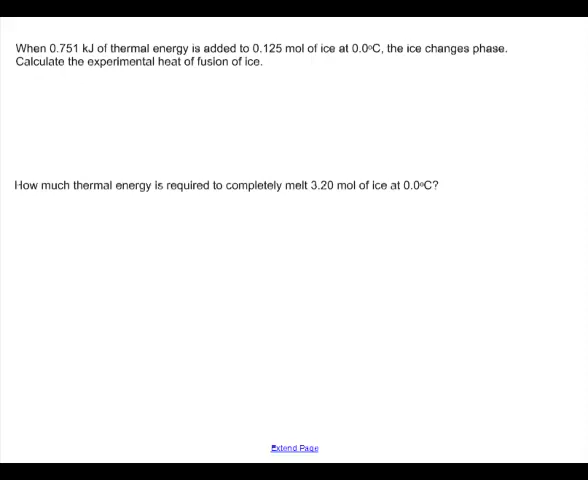 When 0.751 kJ of thermal energy is added to 0.125 mol of ice at 0.0°C, the ice changes phase.
Calculate the experimental heat of fusion of ice.
How much thermal energy is required to completely melt 3.20 mol of ice at 0.0°C?
Extend Page